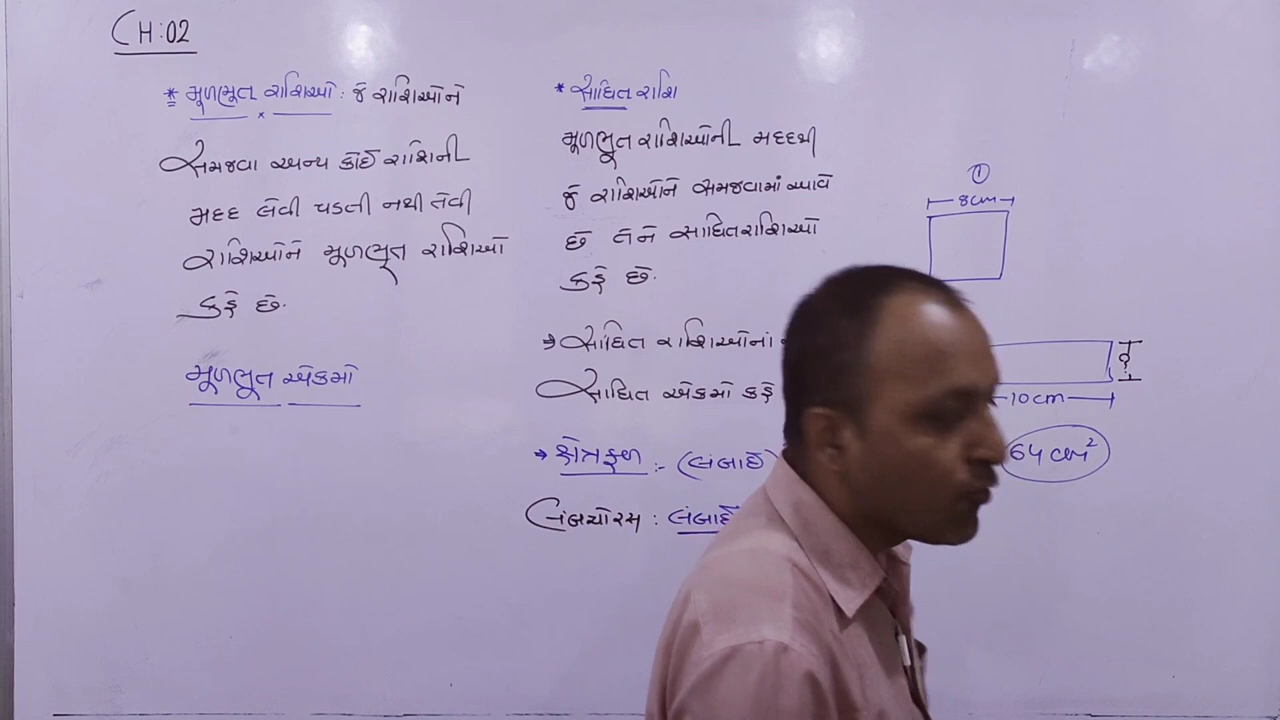 CH:02
* મૂળભૂત રાશિઓ : જે રાશિઓને
સમજવા અન્ય કોઈ રાશિની
મદદ લેવી પડતી નથી તેવી
રાશિઓને મૂળભૂત રાશિઓ
કહે છે.
મૂળભૂત એકમો
* સાધિત રાશિ
મૂળભૂત રાશિઓની મદદથી
જે રાશિઓને સમજવામાં આવે
છે તેને સાધિત રાશિઓ
કહે છે.
→ સાધિત રાશિઓનાં
સાધિત એકમો કહે
→ ક્ષેત્રફળ :- (લંબાઈ)
લંબચોરસ : લંબાઈ
①
8cm
?
10cm
64 cm²